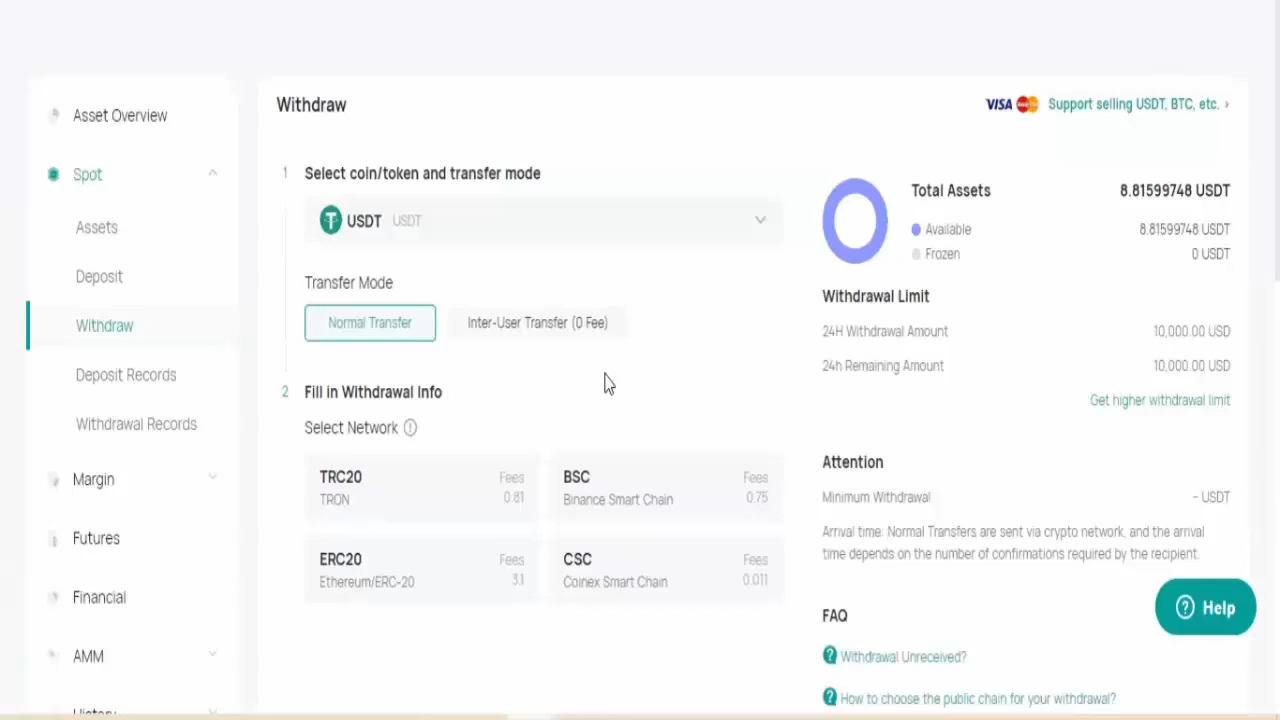 Asset Overview
Spot
Assets
Deposit
Withdraw
Deposit Records
Withdrawal Records
Margin
Futures
Financial
AMM
History
Withdraw
VISA
Support selling USDT, BTC, etc. ›
1 Select coin/token and transfer mode
USDT USDT
Transfer Mode
Normal Transfer Inter-User Transfer (0 Fee)
2 Fill in Withdrawal Info
Select Network
TRC20 Fees
TRON 0.81
BSC Fees
Binance Smart Chain 0.75
ERC20 Fees
Ethereum/ERC-20 3.1
CSC Fees
Coinex Smart Chain 0.011
Total Assets 8.81599748 USDT
Available 8.81599748 USDT
Frozen 0 USDT
Withdrawal Limit
24H Withdrawal Amount 10,000.00 USD
24h Remaining Amount 10,000.00 USD
Get higher withdrawal limit
Attention
Minimum Withdrawal - USDT
Arrival time: Normal Transfers are sent via crypto network, and the arrival
time depends on the number of confirmations required by the recipient.
FAQ
Withdrawal Unreceived?
How to choose the public chain for your withdrawal?
Help